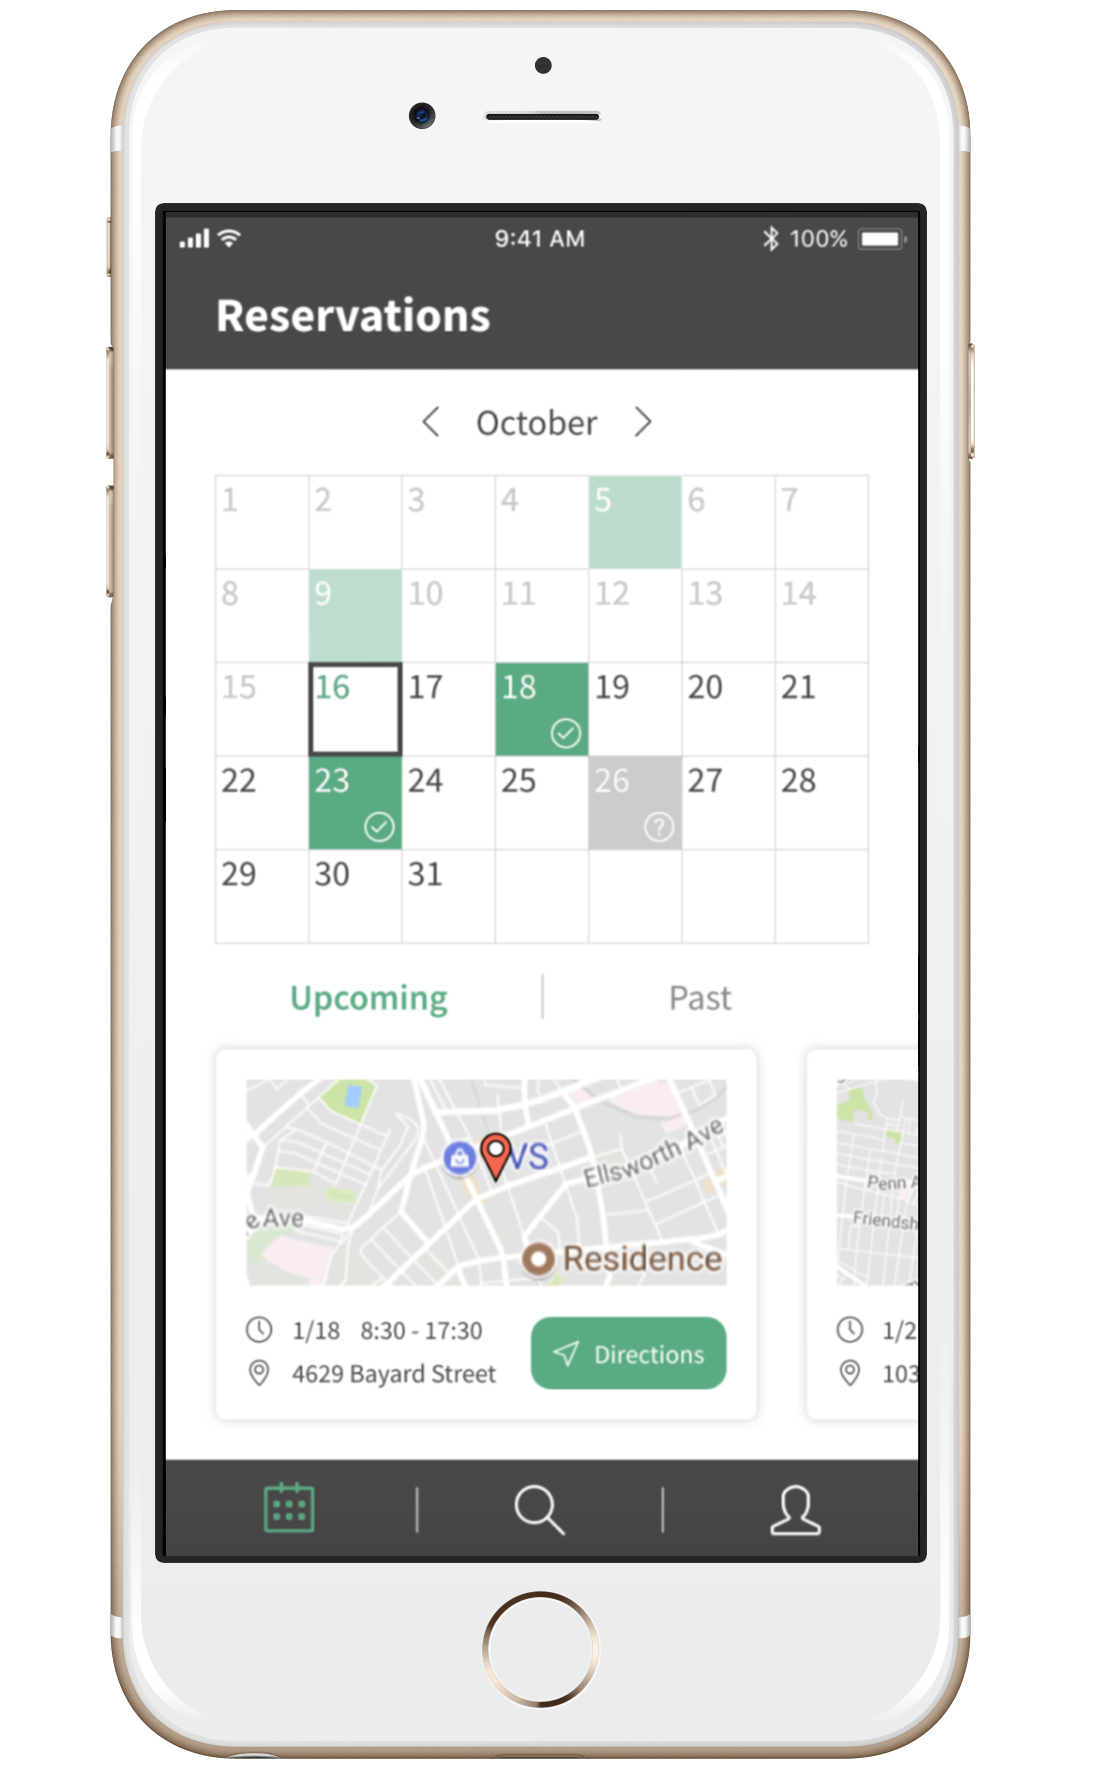 9:41 AM 100%
Reservations
October
1 2 3 4 5 6 7
8 9 10 11 12 13 14
15 16 17 18 19 20 21
22 23 24 25 26 ? 27 28
29 30 31
Upcoming Past
VS
Ellsworth Ave
e Ave
Residence
Penn A
Friendsh
1/18 8:30 - 17:30
4629 Bayard Street
Directions
1/2
103